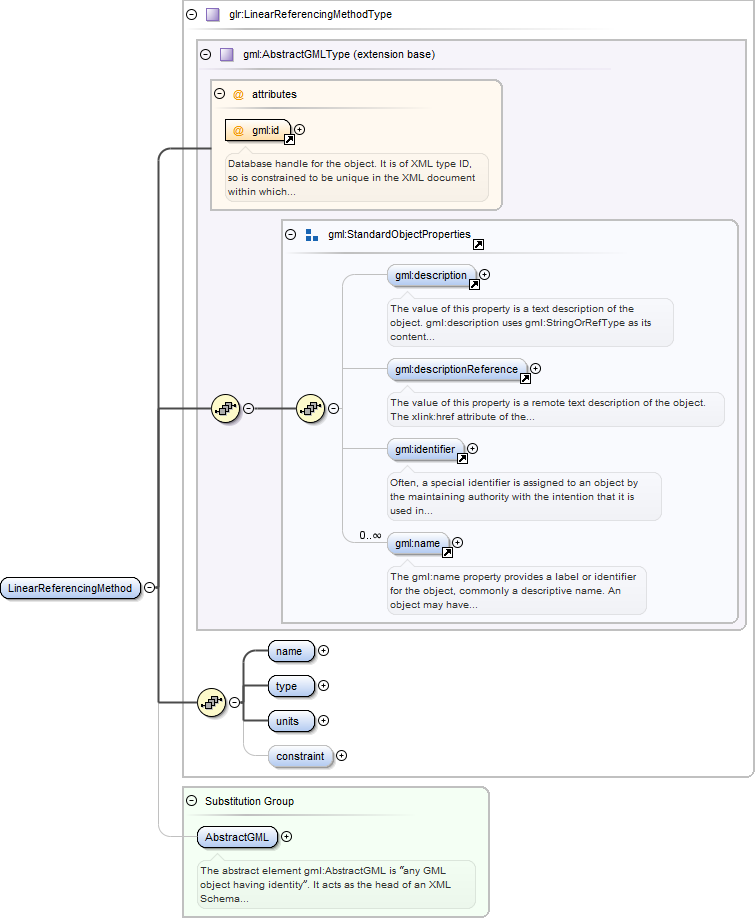 glr:LinearReferencingMethodType
gml:AbstractGMLType (extension base)
@ attributes
@ gml:id
Database handle for the object. It is of XML type ID,
so is constrained to be unique in the XML document
within which...
gml:StandardObjectProperties
gml:description
The value of this property is a text description of the
object. gml:description uses gml:StringOrRefType as its
content...
gml:descriptionReference
The value of this property is a remote text description of the object.
The xlink:href attribute of the...
gml:identifier
Often, a special identifier is assigned to an object by
the maintaining authority with the intention that it is
used in...
0..∞
gml:name
The gml:name property provides a label or identifier
for the object, commonly a descriptive name. An
object may have...
LinearReferencingMethod
name
type
units
constraint
Substitution Group
AbstractGML
The abstract element gml:AbstractGML is "any GML
object having identity". It acts as the head of an XML
Schema...